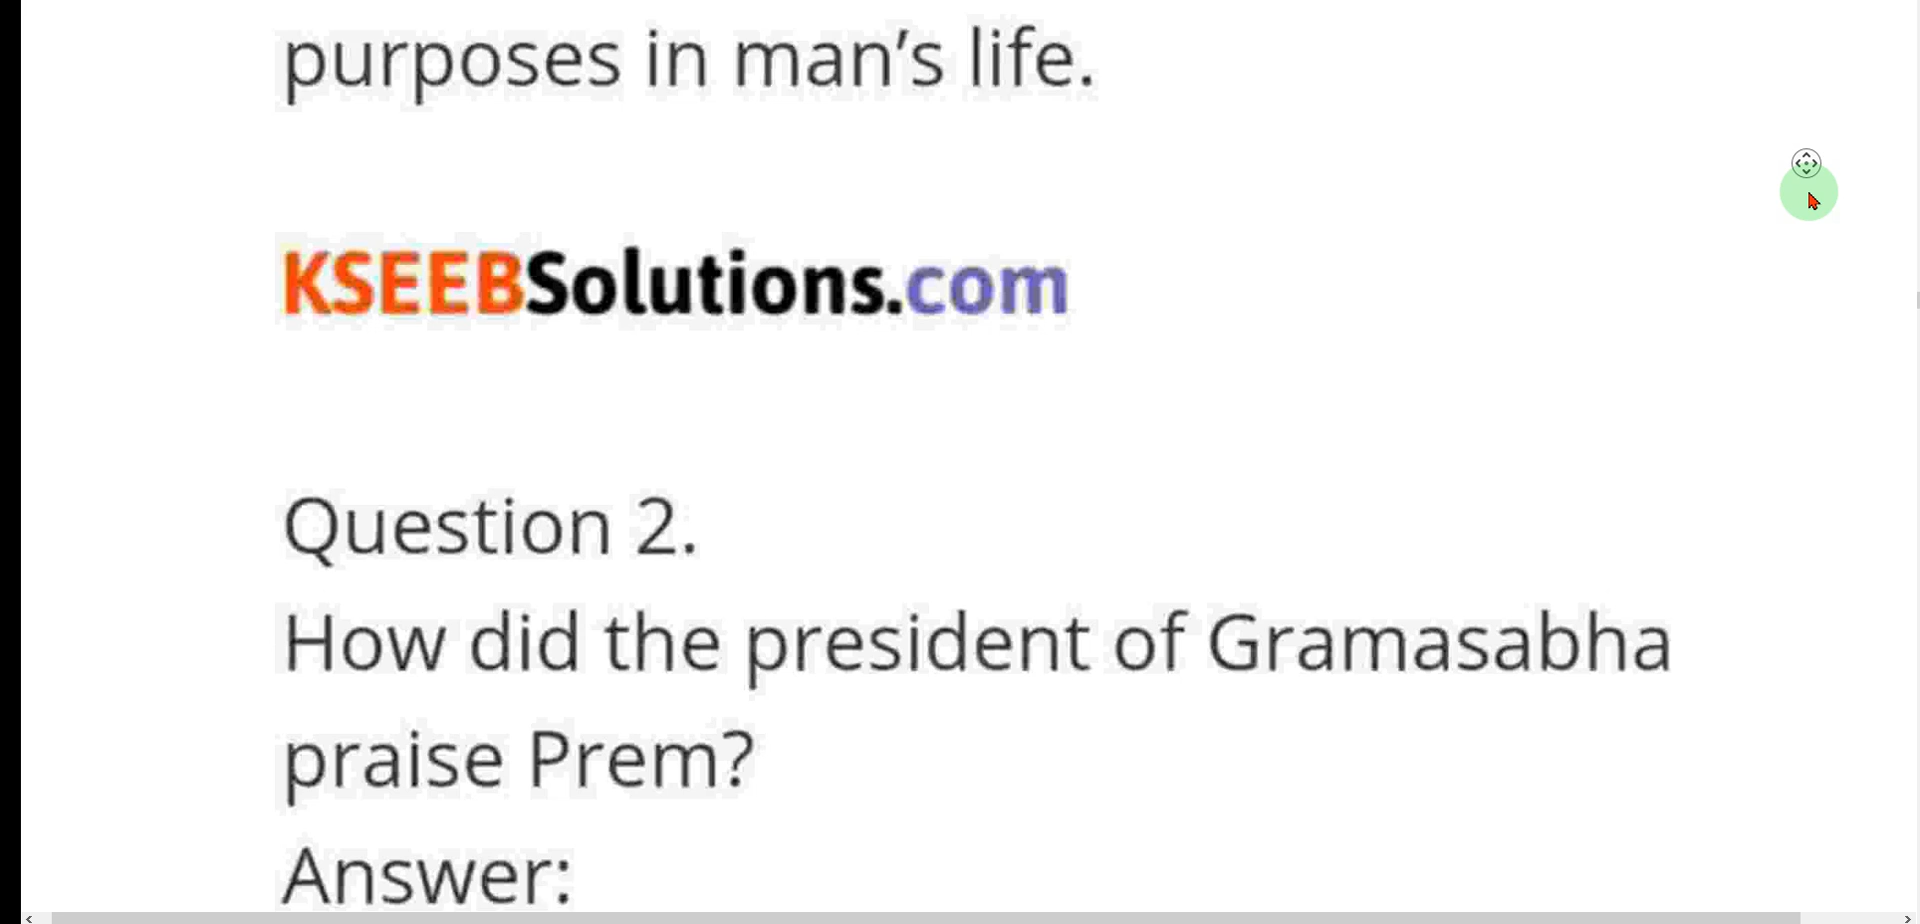 purposes in man’s life.
KSEEBSolutions.com
Question 2.
How did the president of Gramasabha
praise Prem?
Answer: